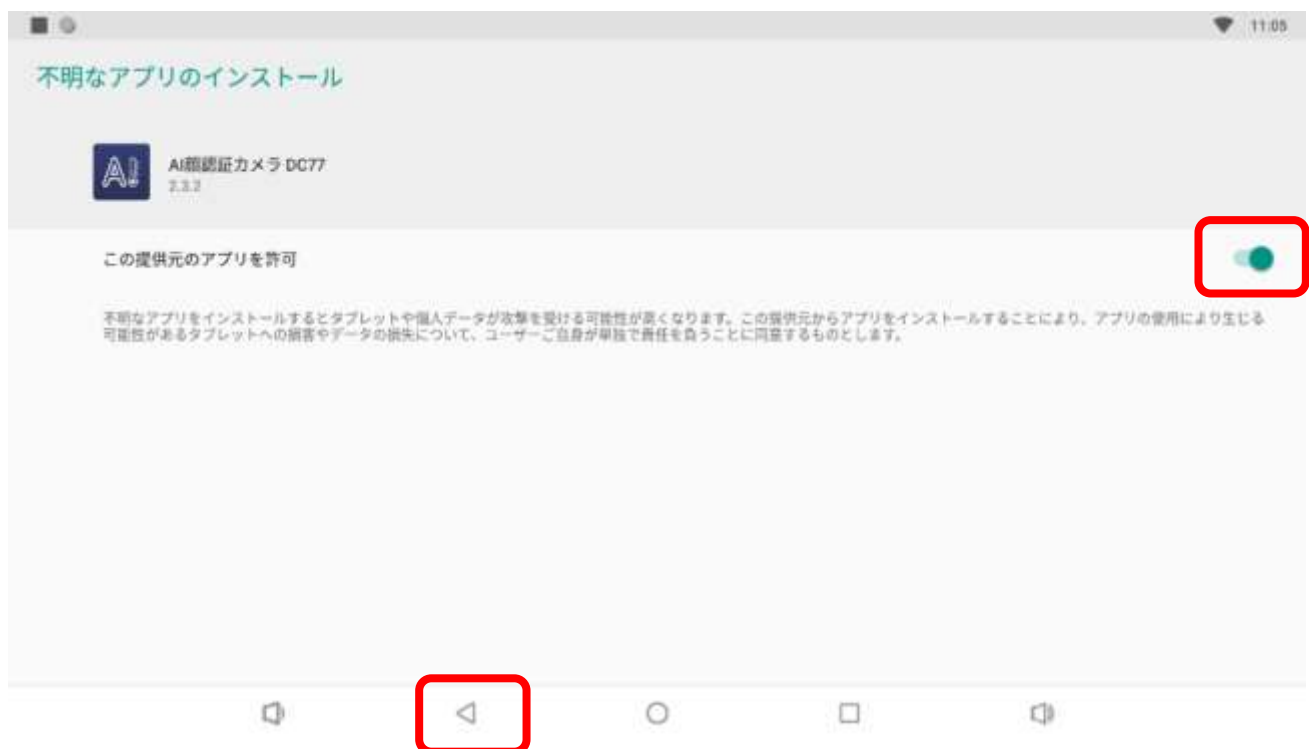 11:05
不明なアプリのインストール
AI顔認証カメラ DC77
2.3.2
この提供元のアプリを許可
不明なアプリをインストールするとタブレットや個人データが攻撃を受ける可能性が高くなります。この提供元からアプリをインストールすることにより、アプリの使用により生じる
可能性があるタブレットへの損害やデータの損失について、ユーザーご自身が単独で責任を負うことに同意するものとします。